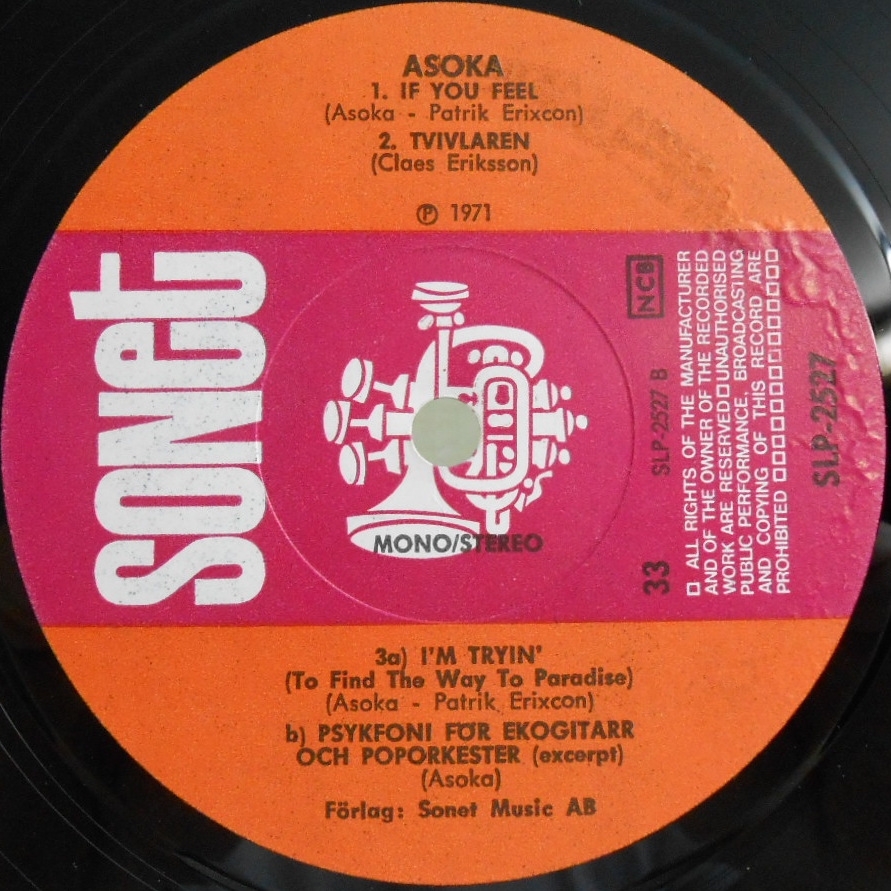 ASOKA
1. IF YOU FEEL
(Asoka - Patrik Erixcon)
2. TVIVLAREN
(Claes Eriksson)
℗ 1971
sonet
MONO/STEREO
NCB
SLP-2527 B
33
□ ALL RIGHTS OF THE MANUFACTURER
AND OF THE OWNER OF THE RECORDED
WORK ARE RESERVED □ UNAUTHORISED
PUBLIC PERFORMANCE, BROADCASTING
AND COPYING OF THIS RECORD ARE
PROHIBITED □□□□□□□□□□□□□□
SLP-2527
3a) I'M TRYIN'
(To Find The Way To Paradise)
(Asoka - Patrik Erixcon)
b) PSYKFONI FÖR EKOGITARR
OCH POPORKESTER (excerpt)
(Asoka)
Förlag: Sonet Music AB